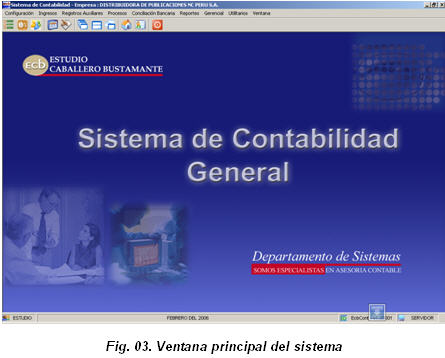 Sistema de Contabilidad - Empresa : DISTRIBUIDORA DE PUBLICACIONES NC PERU S.A.
Configuración Ingresos Registros Auxiliares Procesos Conciliación Bancaria Reportes Gerencial Utilitarios Ventana
Ecb ESTUDIO
CABALLERO BUSTAMANTE
Sistema de Contabilidad
General
Departamento de Sistemas
SOMOS ESPECIALISTAS EN ASESORIA CONTABLE
ESTUDIO FEBRERO DEL 2006 SERVIDOR
Fig. 03. Ventana principal del sistema